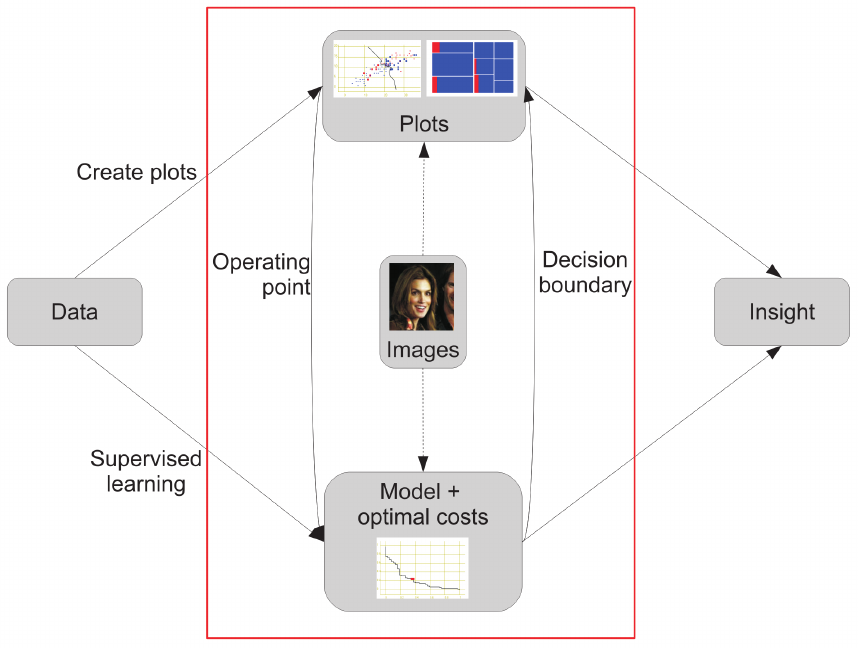 Plots
Create plots
Operating
point
Decision
boundary
Data
Images
Insight
Supervised
learning
Model +
optimal costs